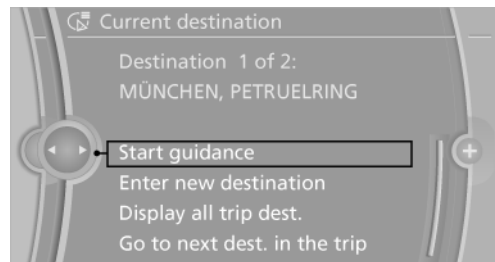 Current destination
Destination 1 of 2:
MÜNCHEN, PETRUELRING
Start guidance
Enter new destination
Display all trip dest.
Go to next dest. in the trip